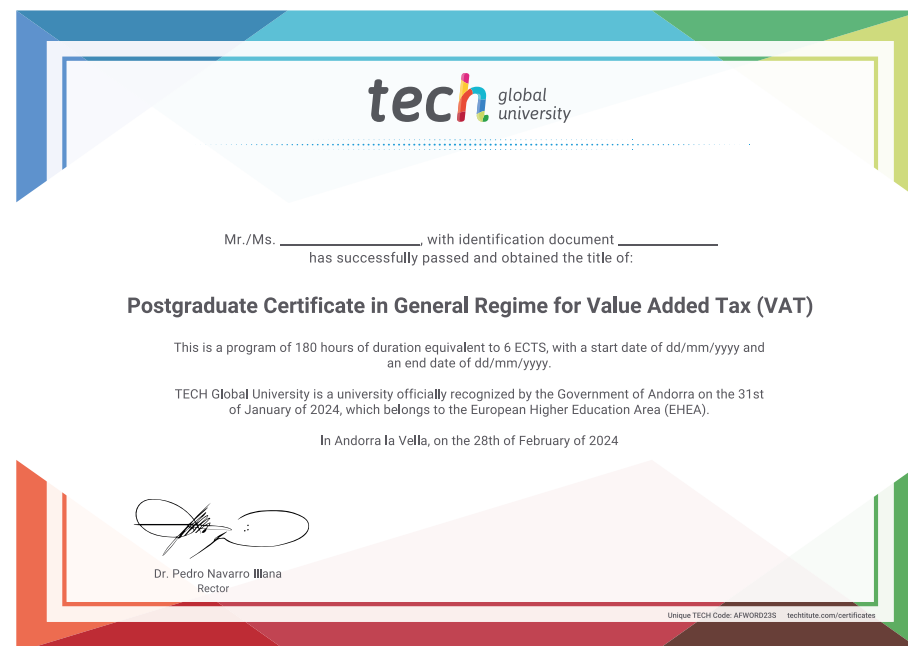 tech global university
Mr./Ms. ____________, with identification document ____________
has successfully passed and obtained the title of:
Postgraduate Certificate in General Regime for Value Added Tax (VAT)
This is a program of 180 hours of duration equivalent to 6 ECTS, with a start date of dd/mm/yyyy and
an end date of dd/mm/yyyy.
TECH Global University is a university officially recognized by the Government of Andorra on the 31st
of January of 2024, which belongs to the European Higher Education Area (EHEA).
In Andorra la Vella, on the 28th of February of 2024
Dr. Pedro Navarro Illana
Rector
Unique TECH Code: AFWORD23S techtitute.com/certificates